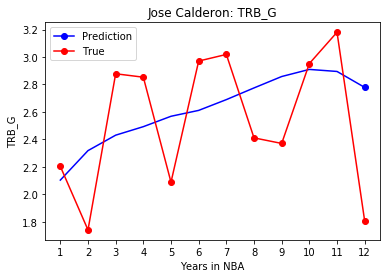 Jose Calderon: TRB_G
Prediction
True
3.2
3.0
2.8
2.6
2.4
2.2
2.0
1.8
TRB_G
1 2 3 4 5 6 7 8 9 10 11 12
Years in NBA